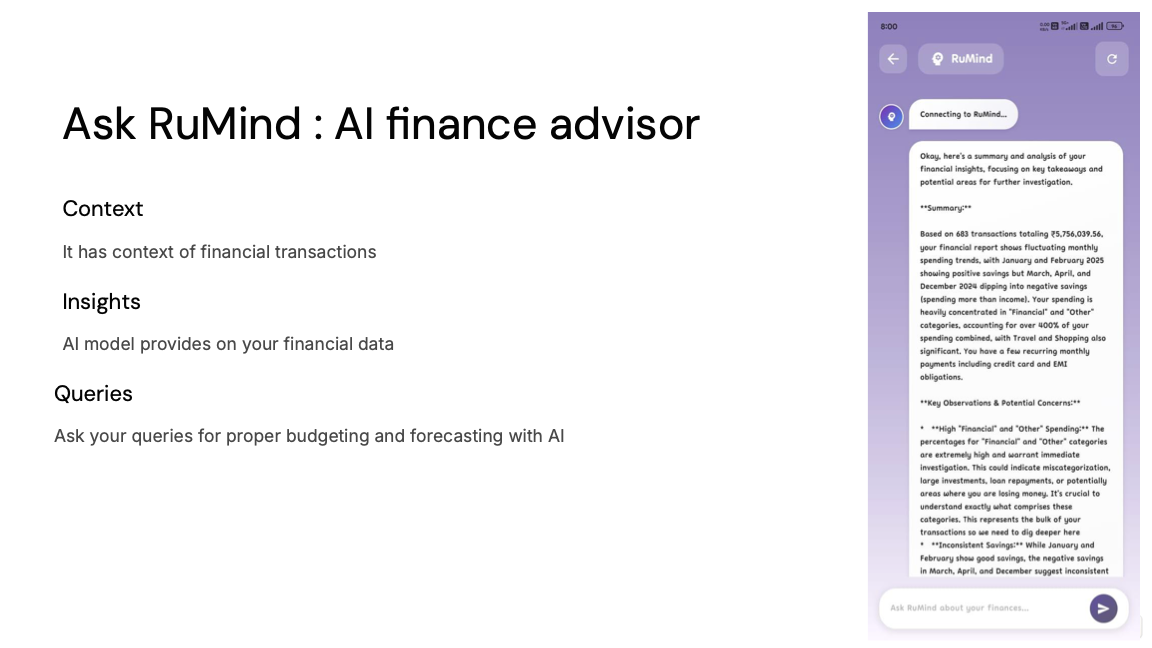 Ask RuMind : AI finance advisor
Context
It has context of financial transactions
Insights
AI model provides on your financial data
Queries
Ask your queries for proper budgeting and forecasting with AI
8:00
RuMind
Connecting to RuMind...
Okay, here's a summary and analysis of your
financial insights, focusing on key takeaways and
potential areas for further investigation.
**Summary:**
Based on 683 transactions totaling ₹5,756,039.56,
your financial report shows fluctuating monthly
spending trends, with January and February 2025
showing positive savings but March, April, and
December 2024 dipping into negative savings
(spending more than income). Your spending is
heavily concentrated in "Financial" and "Other"
categories, accounting for over 400% of your
spending combined, with Travel and Shopping also
significant. You have a few recurring monthly
payments including credit card and EMI
obligations.
**Key Observations & Potential Concerns:**
* **High "Financial" and "Other" Spending:** The
percentages for "Financial" and "Other" categories
are extremely high and warrant immediate
investigation. This could indicate miscategorization,
large investments, loan repayments, or potentially
areas where you are losing money. It's crucial to
understand exactly what comprises these
categories. This represents the bulk of your
transactions so we need to dig deeper here
* **Inconsistent Savings:** While January and
February show good savings, the negative savings
in March, April, and December suggest inconsistent
Ask RuMind about your finances...